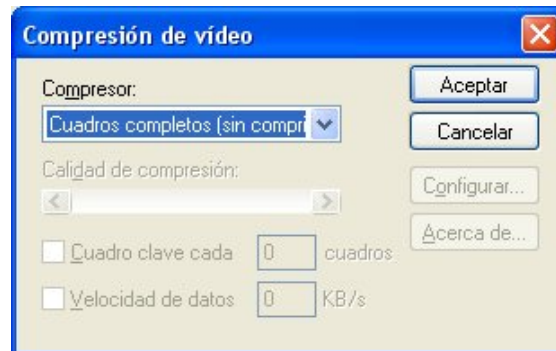 Compresión de vídeo
Compresor:
Cuadros completos (sin compri
Calidad de compresión:
Cuadro clave cada 0 cuadros
Velocidad de datos 0 KB/s
Aceptar
Cancelar
Configurar...
Acerca de...